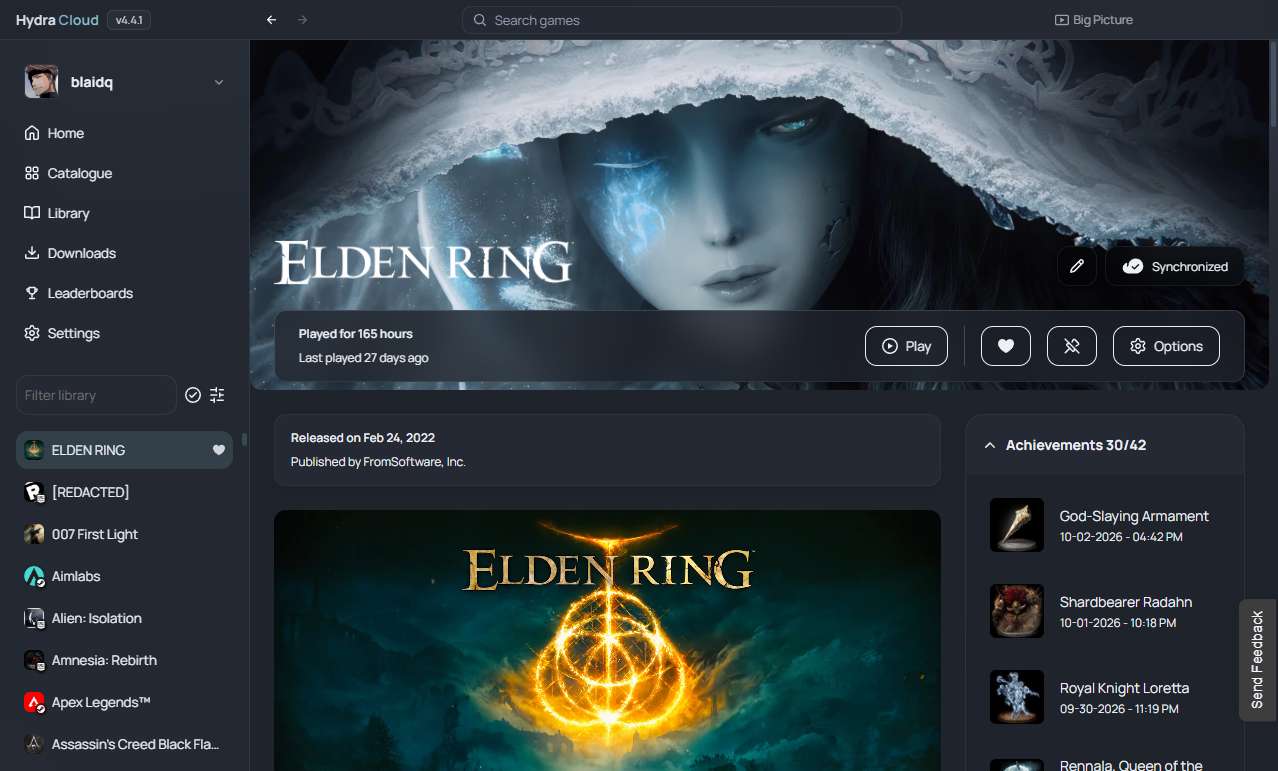 Hydra Cloud v4.4.1
Search games
Big Picture
blaidq
Home
Catalogue
Library
Downloads
Leaderboards
Settings
Filter library
ELDEN RING
[REDACTED]
007 First Light
Aimlabs
Alien: Isolation
Amnesia: Rebirth
Apex Legends™
Assassin's Creed Black Fla...
ELDEN RING
Synchronized
Played for 165 hours
Last played 27 days ago
Play
Options
Released on Feb 24, 2022
Published by FromSoftware, Inc.
ELDEN RING
Achievements 30/42
God-Slaying Armament
10-02-2026 - 04:42 PM
Shardbearer Radahn
10-01-2026 - 10:18 PM
Royal Knight Loretta
09-30-2026 - 11:19 PM
Rennala, Queen of the
Send Feedback